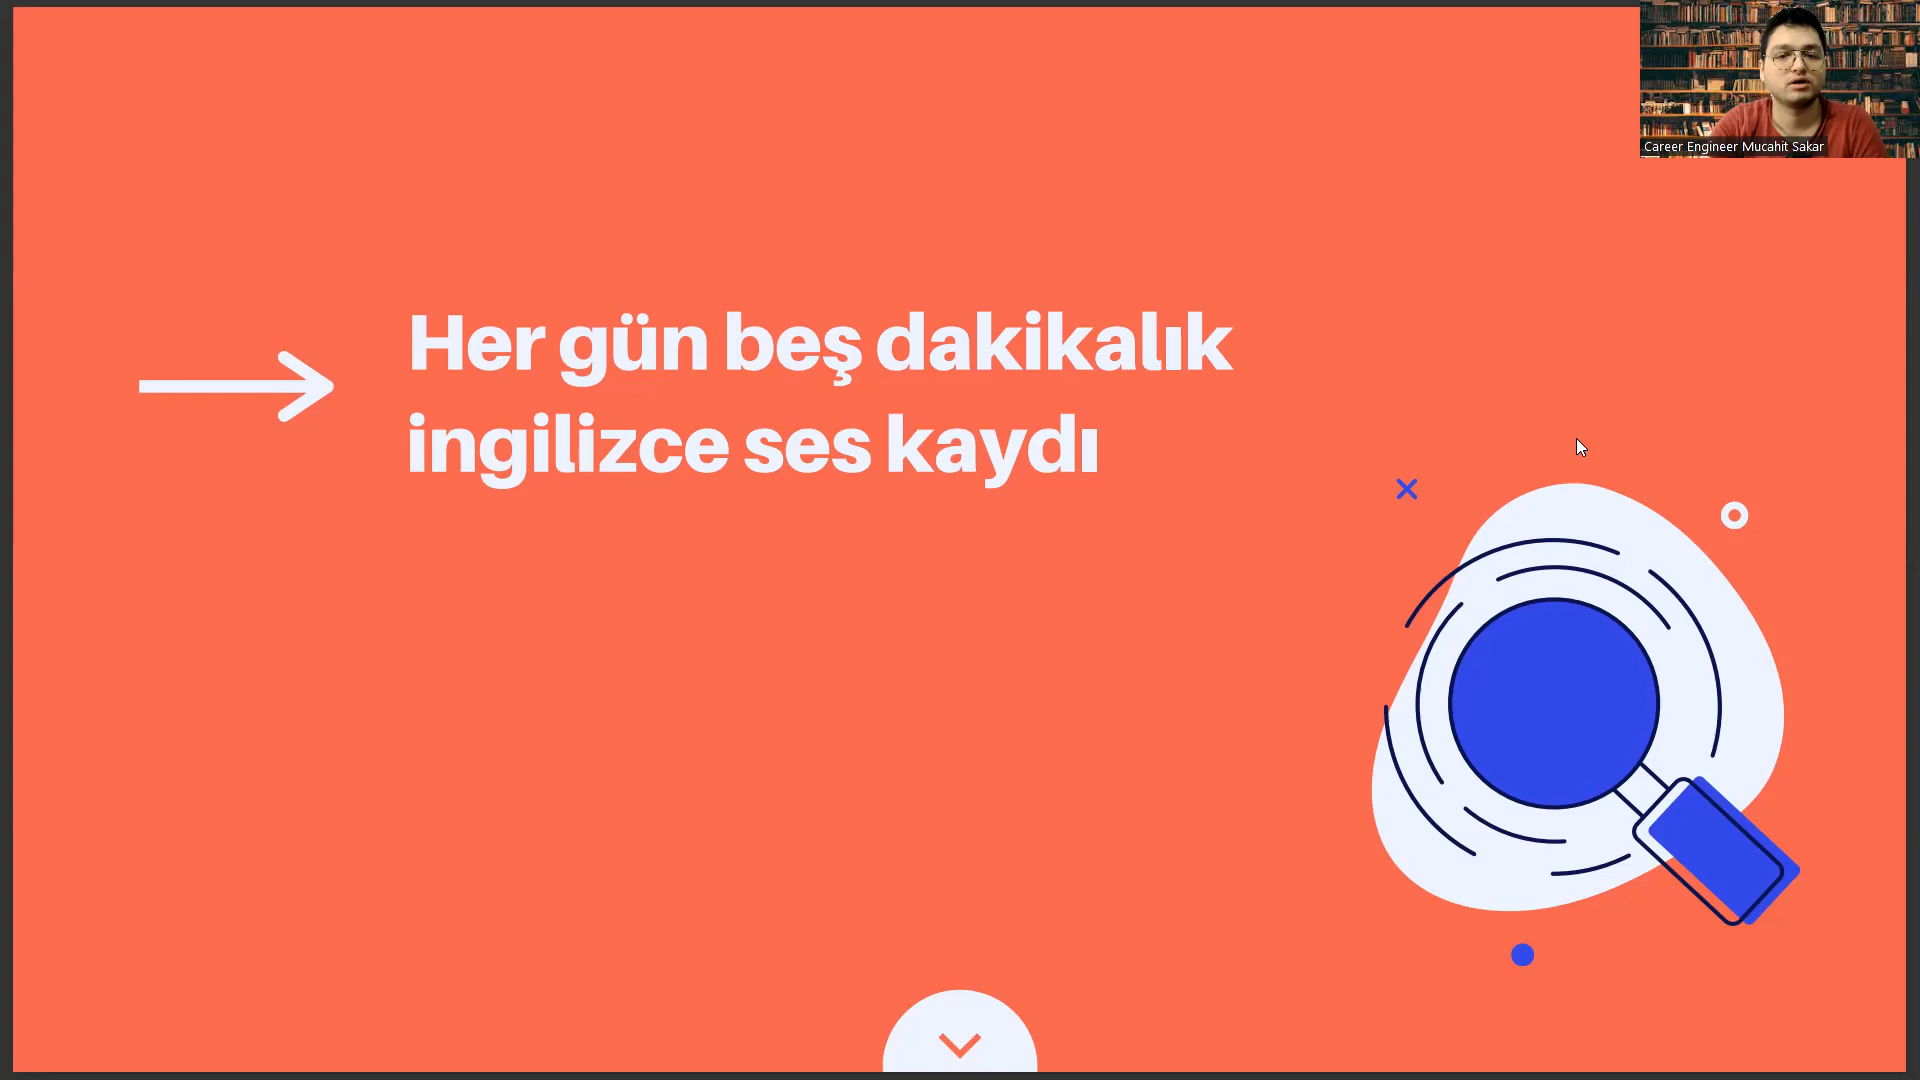 Career Engineer Mucahit Sakar
Her gün beş dakikalık
ingilizce ses kaydı